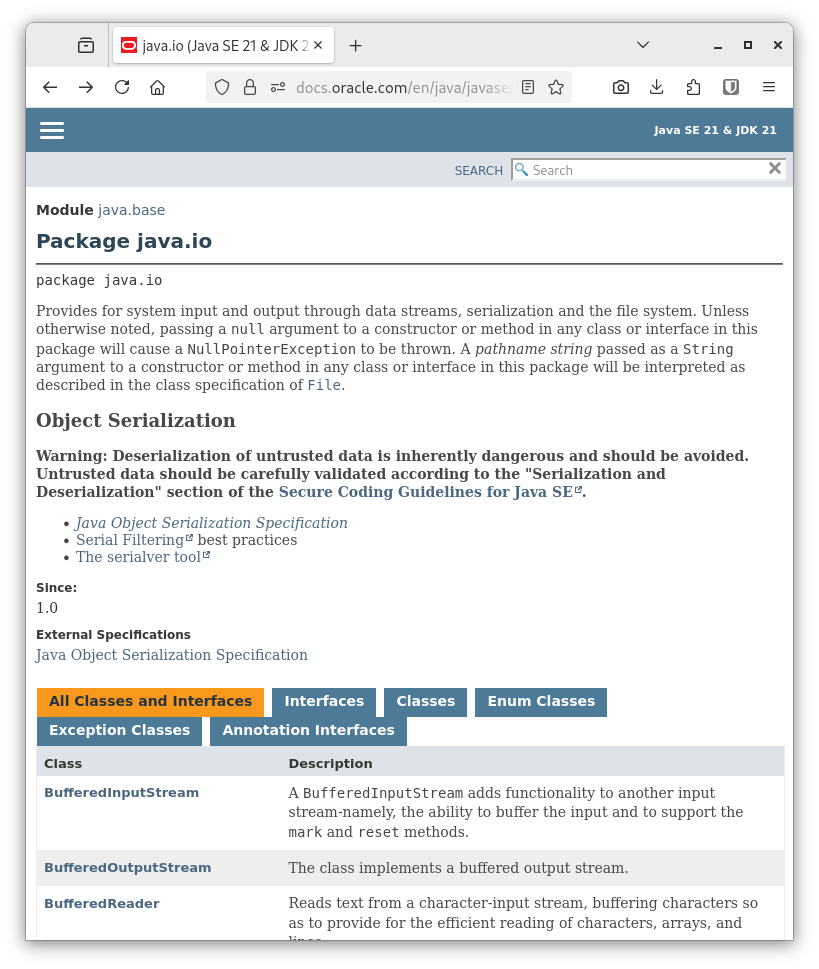 java.io (Java SE 21 & JDK 2
docs.oracle.com/en/java/javase/
Java SE 21 & JDK 21
SEARCH Search
Module java.base
Package java.io
package java.io
Provides for system input and output through data streams, serialization and the file system. Unless
otherwise noted, passing a null argument to a constructor or method in any class or interface in this
package will cause a NullPointerException to be thrown. A pathname string passed as a String
argument to a constructor or method in any class or interface in this package will be interpreted as
described in the class specification of File.
Object Serialization
Warning: Deserialization of untrusted data is inherently dangerous and should be avoided.
Untrusted data should be carefully validated according to the "Serialization and
Deserialization" section of the Secure Coding Guidelines for Java SE.
• Java Object Serialization Specification
• Serial Filtering best practices
• The serialver tool
Since:
1.0
External Specifications
Java Object Serialization Specification
All Classes and Interfaces Interfaces Classes Enum Classes
Exception Classes Annotation Interfaces
Class Description
BufferedInputStream A BufferedInputStream adds functionality to another input
stream-namely, the ability to buffer the input and to support the
mark and reset methods.
BufferedOutputStream The class implements a buffered output stream.
BufferedReader Reads text from a character-input stream, buffering characters so
as to provide for the efficient reading of characters, arrays, and